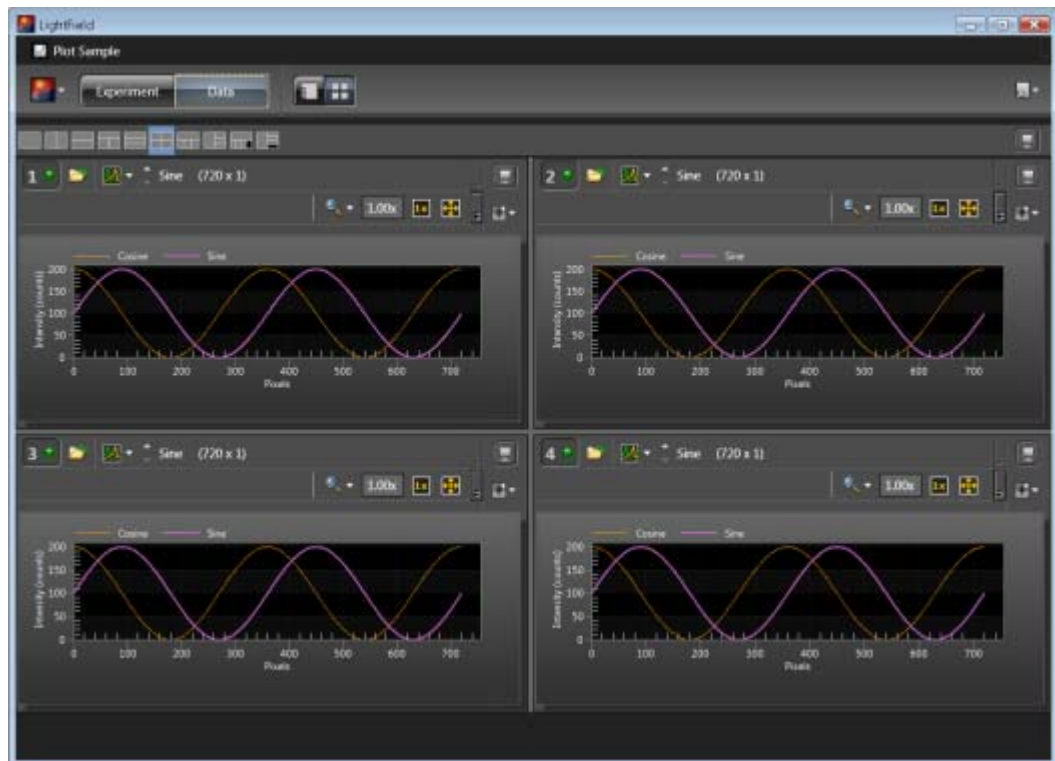 LightField
Plot Sample
Experiment Data
1 Sine (720 x 1)
1.00x 1x
Cosine Sine
Intensity (counts)
200
150
100
50
0
0 100 200 300 400 500 600 700
Pixels
2 Sine (720 x 1)
1.00x 1x
Cosine Sine
Intensity (counts)
200
150
100
50
0
0 100 200 300 400 500 600 700
Pixels
3 Sine (720 x 1)
1.00x 1x
Cosine Sine
Intensity (counts)
200
150
100
50
0
0 100 200 300 400 500 600 700
Pixels
4 Sine (720 x 1)
1.00x 1x
Cosine Sine
Intensity (counts)
200
150
100
50
0
0 100 200 300 400 500 600 700
Pixels